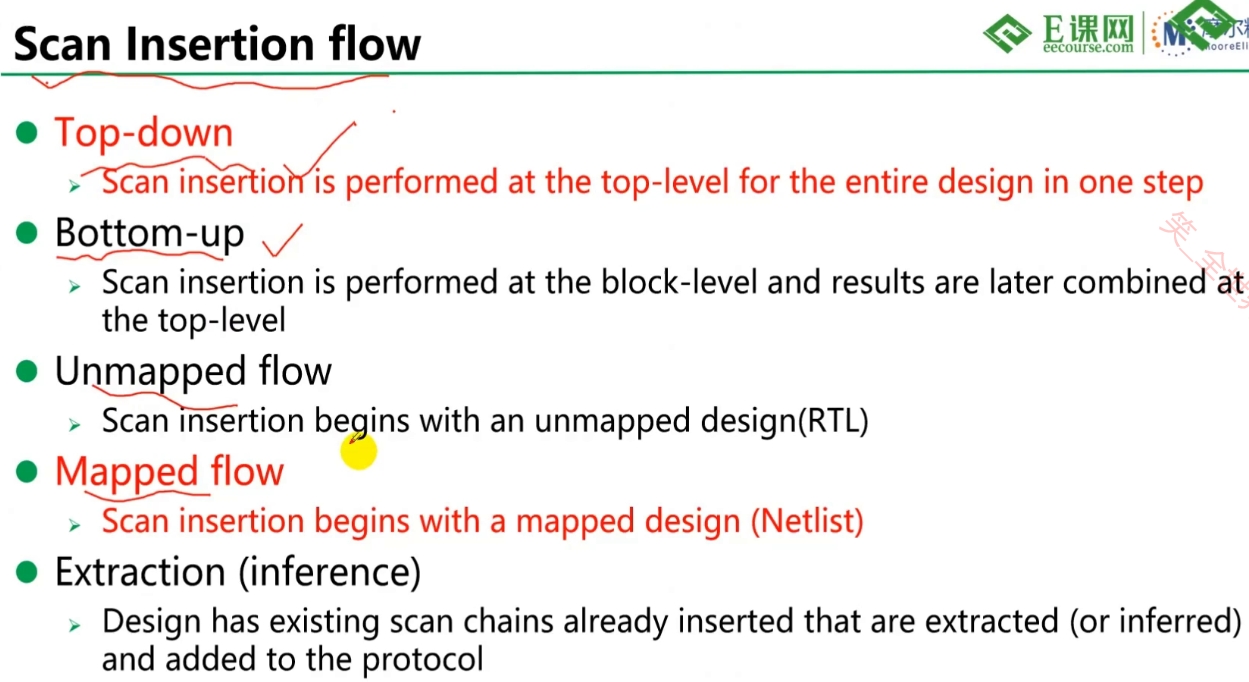 Scan Insertion flow
E课网
eecourse.com
Top-down
Scan insertion is performed at the top-level for the entire design in one step
Bottom-up
Scan insertion is performed at the block-level and results are later combined at
the top-level
Unmapped flow
Scan insertion begins with an unmapped design(RTL)
Mapped flow
Scan insertion begins with a mapped design (Netlist)
Extraction (inference)
Design has existing scan chains already inserted that are extracted (or inferred)
and added to the protocol